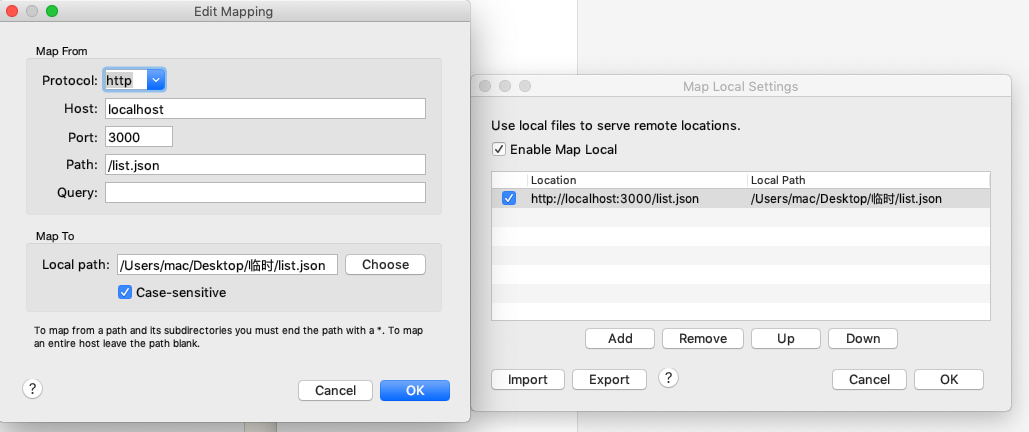 Edit Mapping
Map From
Protocol: http
Host: localhost
Port: 3000
Path: /list.json
Query:
Map To
Local path: /Users/mac/Desktop/临时/list.json Choose
Case-sensitive
To map from a path and its subdirectories you must end the path with a *. To map
an entire host leave the path blank.
? Cancel OK
Map Local Settings
Use local files to serve remote locations.
Enable Map Local
Location Local Path
http://localhost:3000/list.json /Users/mac/Desktop/临时/list.json
Add Remove Up Down
Import Export ? Cancel OK